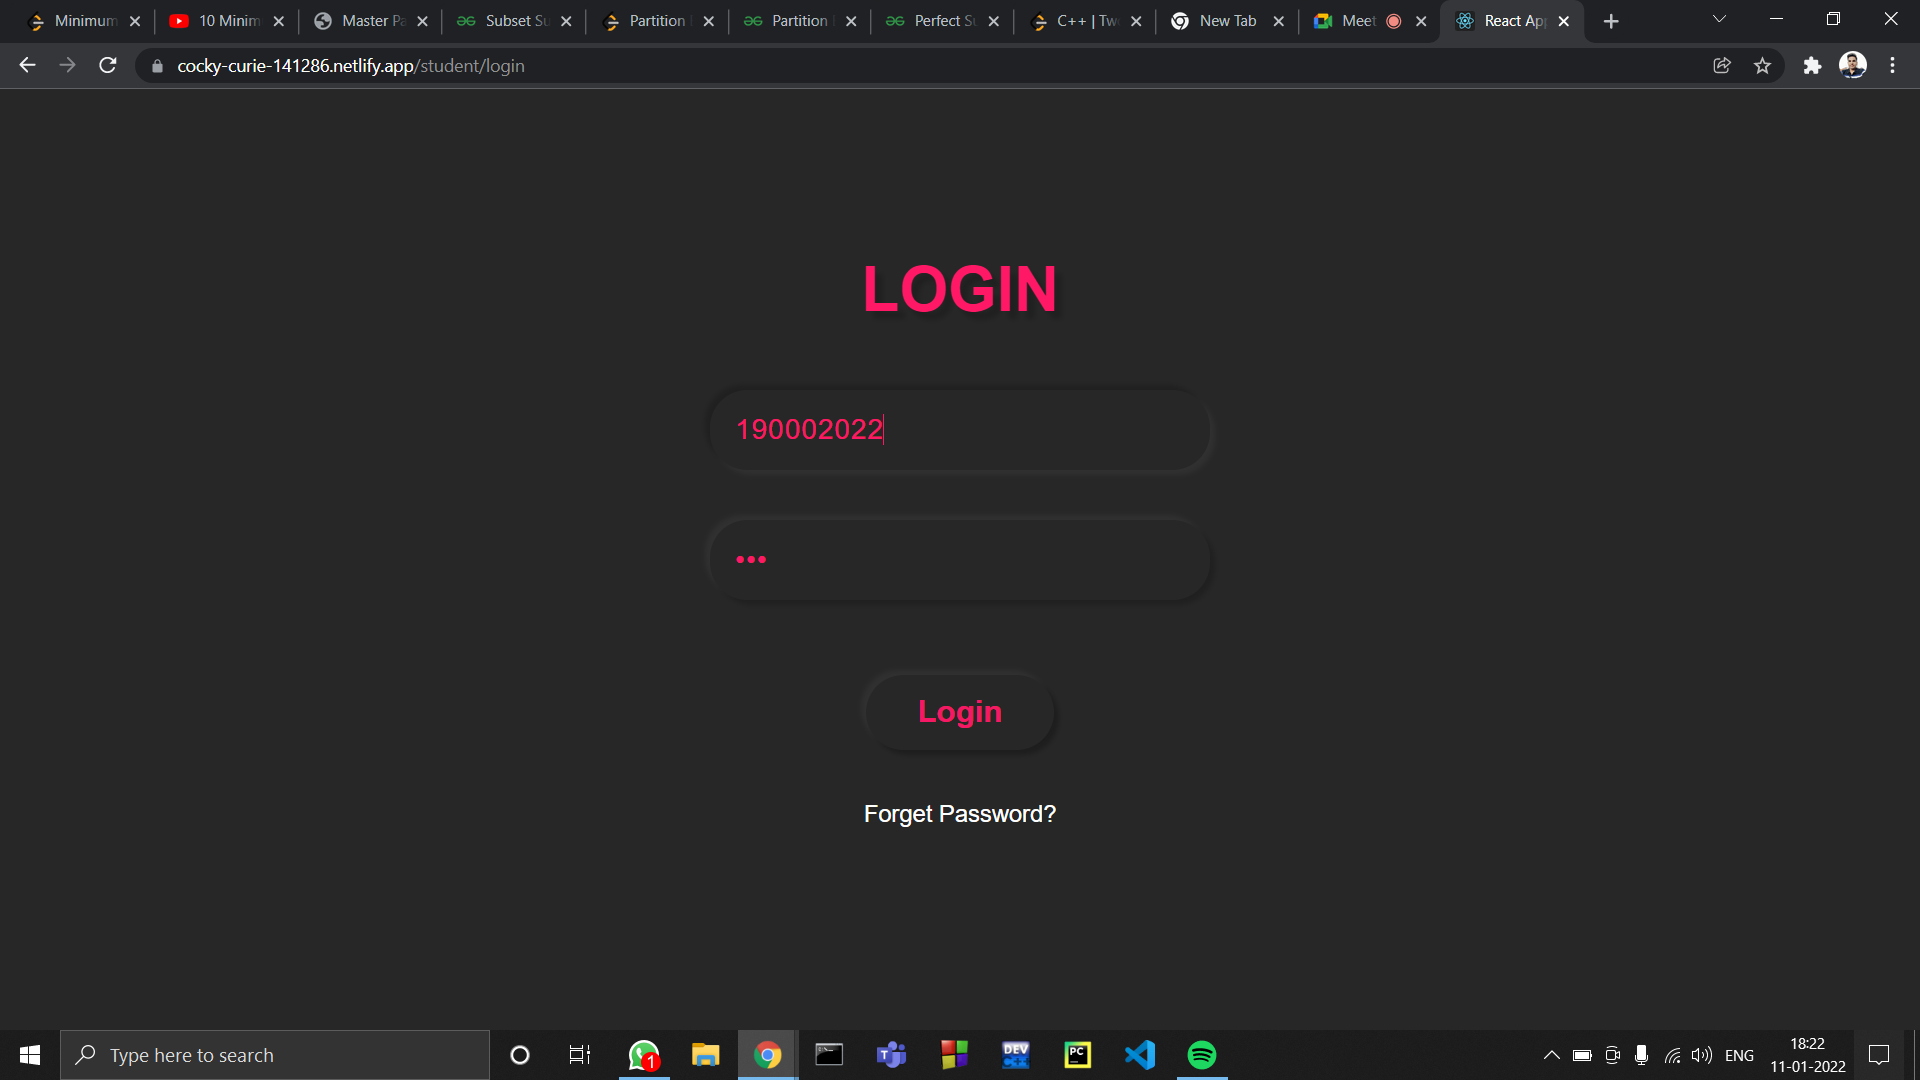 Minimum
10 Minim
Master Pa
Subset Su
Partition
Partition
Perfect Su
C++ | Tw
New Tab
Meet
React Ap
cocky-curie-141286.netlify.app/student/login
LOGIN
190002022
•••
Login
Forget Password?
Type here to search
1
DEV
C++
PC
T
ENG
18:22
11-01-2022